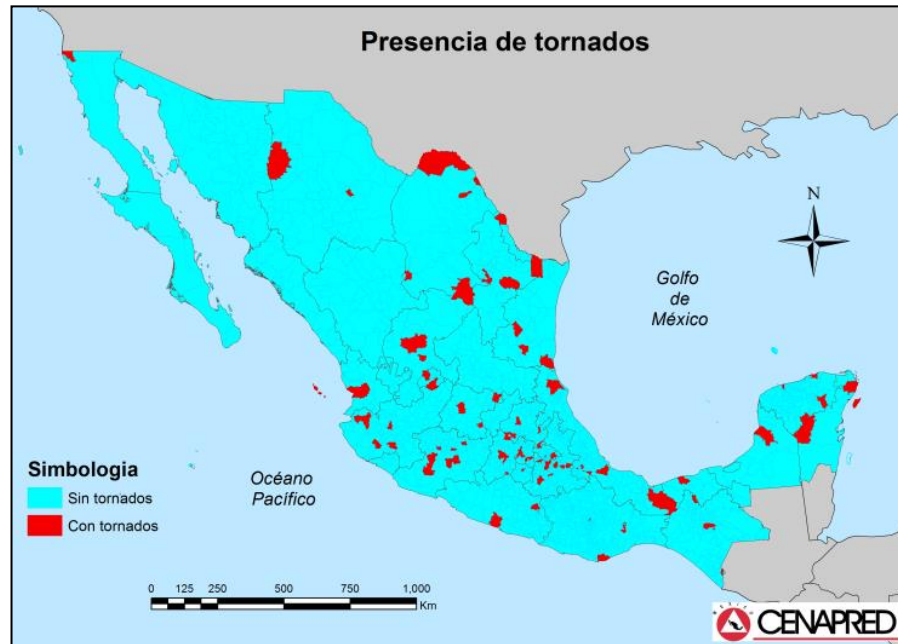 Presencia de tornados
N
Golfo
de
México
Océano
Pacífico
Simbologia
Sin tornados
Con tornados
0 125 250 500 750 1,000
Km
MEXICO
CENAPRED